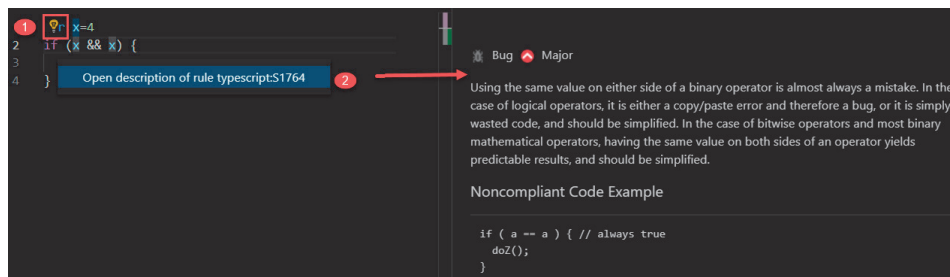 1 r x=4
2 if (x && x) {
3
4 }
Open description of rule typescript:S1764 2
Bug Major
Using the same value on either side of a binary operator is almost always a mistake. In the
case of logical operators, it is either a copy/paste error and therefore a bug, or it is simply
wasted code, and should be simplified. In the case of bitwise operators and most binary
mathematical operators, having the same value on both sides of an operator yields
predictable results, and should be simplified.
Noncompliant Code Example
if ( a == a ) { // always true
doZ();
}